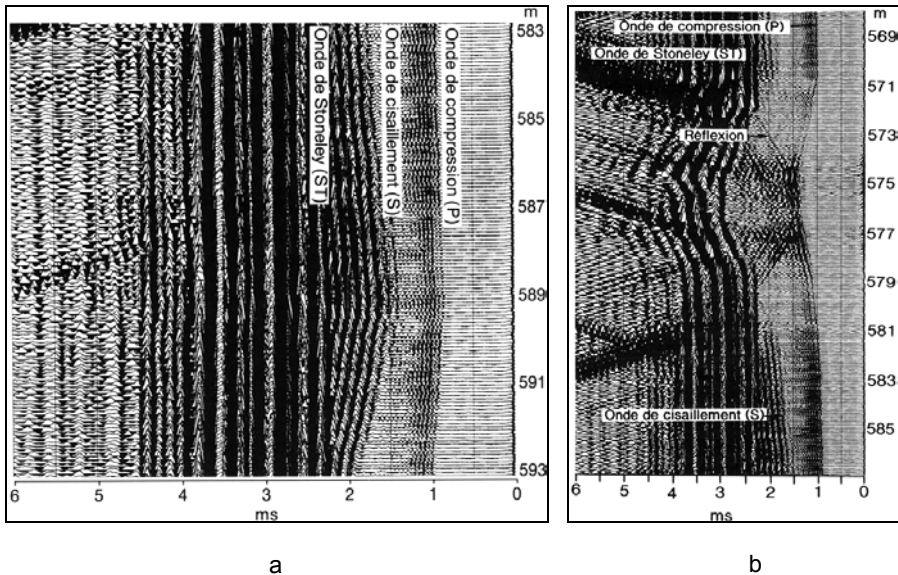 m
583
585
587
589
591
593
Onde de Stoneley (ST)
Onde de cisaillement (S)
Onde de compression (P)
6 5 4 3 2 1 0
ms
a
m
569
571
573
575
577
579
581
583
585
Onde de compression (P)
Onde de Stoneley (ST)
Réflexion
Onde de cisaillement (S)
6 5 4 3 2 1 0
ms
b